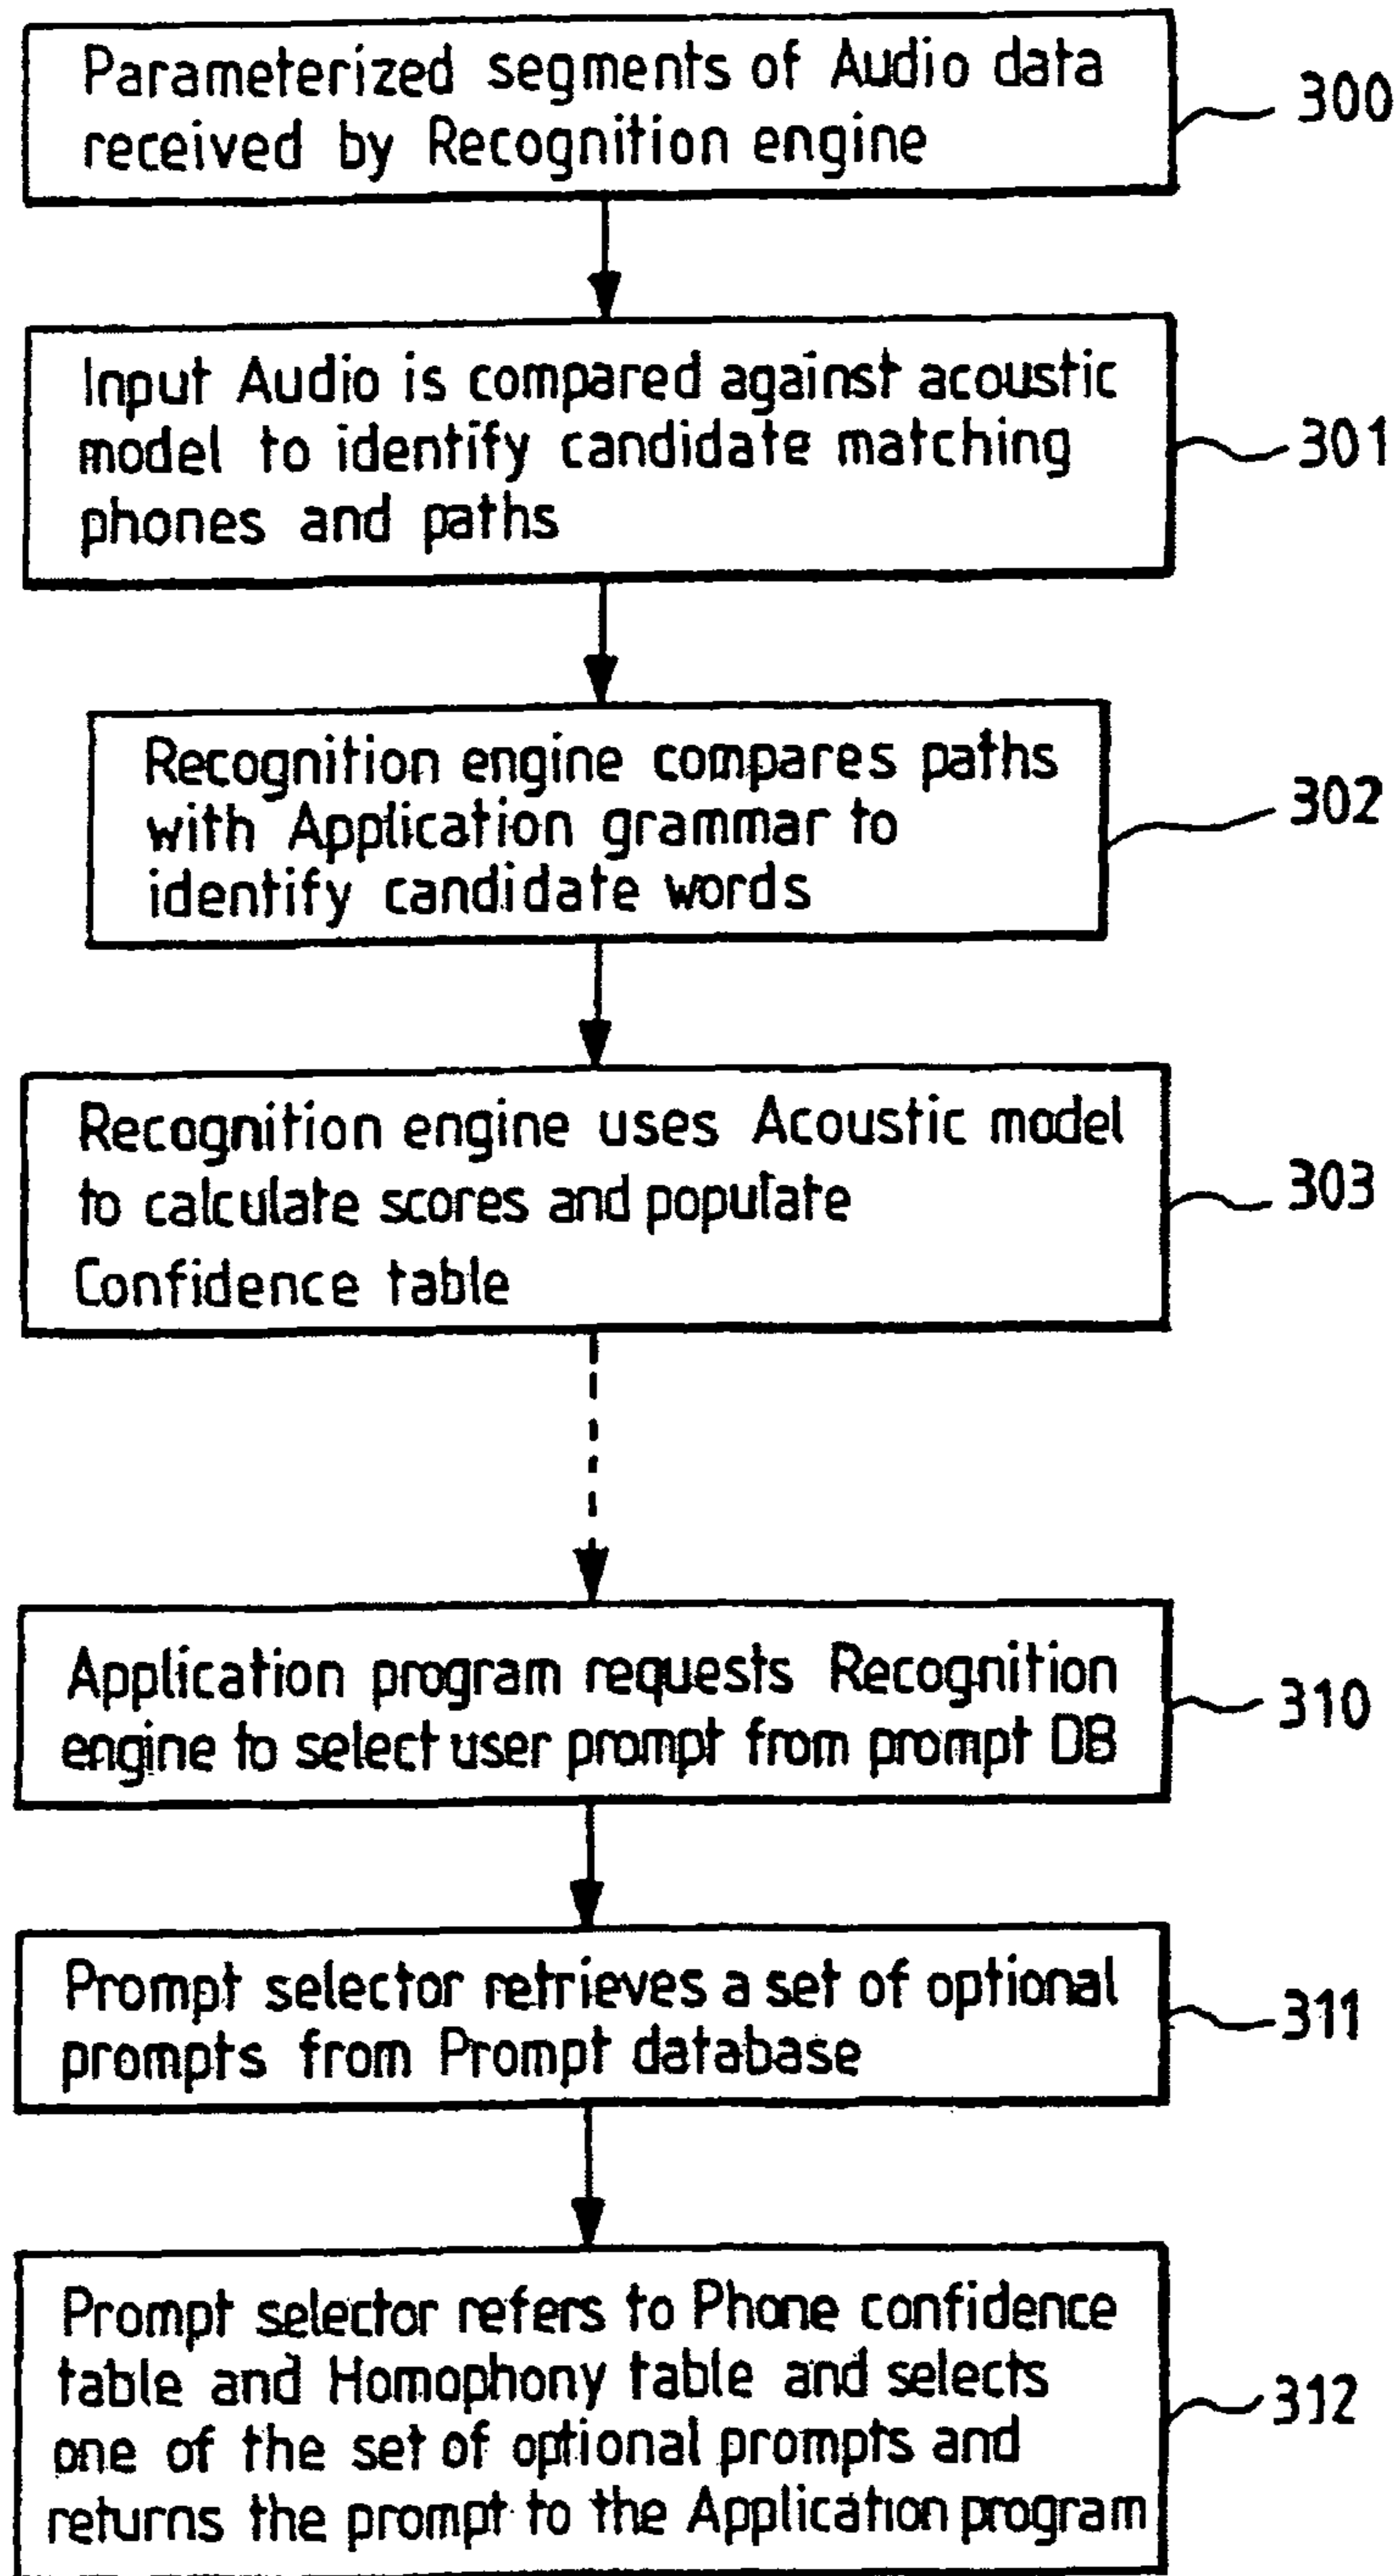 Parameterized segments of Audio data
received by Recognition engine
300
Input Audio is compared against acoustic
model to identify candidate matching
phones and paths
301
Recognition engine compares paths
with Application grammar to
identify candidate words
302
Recognition engine uses Acoustic model
to calculate scores and populate
Confidence table
303
Application program requests Recognition
engine to select user prompt from prompt DB
310
Prompt selector retrieves a set of optional
prompts from Prompt database
311
Prompt selector refers to Phone confidence
table and Homophony table and selects
one of the set of optional prompts and
returns the prompt to the Application program
312